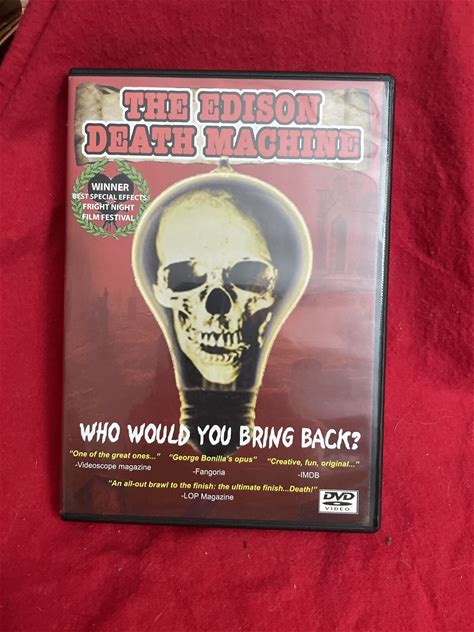 THE EDISON
DEATH MACHINE
WINNER
BEST SPECIAL EFFECTS
FRIGHT NIGHT
FILM FESTIVAL
WHO WOULD YOU BRING BACK?
"One of the great ones..." "George Bonilla's opus" "Creative, fun, original..."
-Videoscope magazine -Fangoria -IMDB
"An all-out brawl to the finish: the ultimate finish...Death!"
-LOP Magazine
DVD
VIDEO